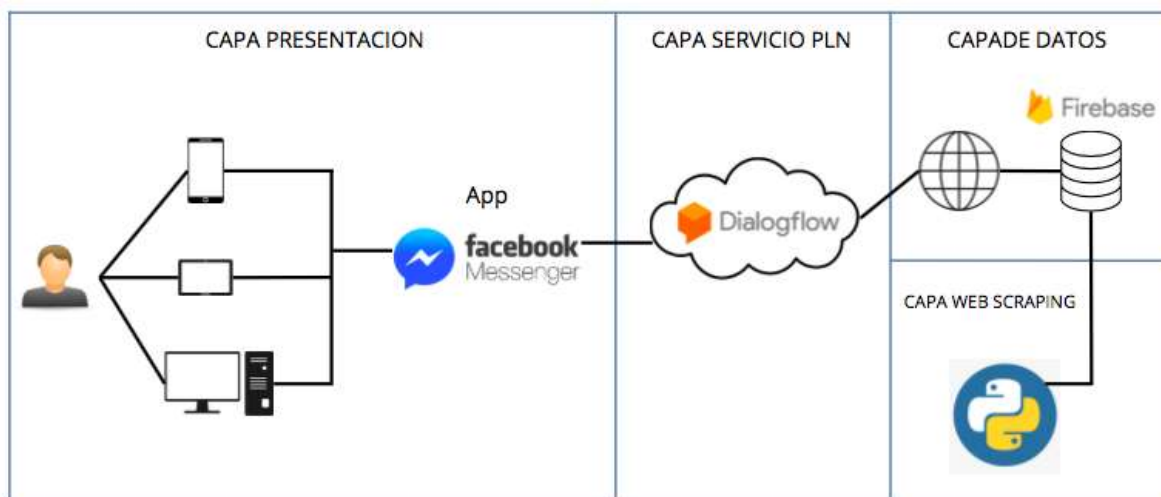 CAPA PRESENTACION
CAPA SERVICIO PLN
CAPADE DATOS
Firebase
App
facebook
Messenger
Dialogflow
CAPA WEB SCRAPING